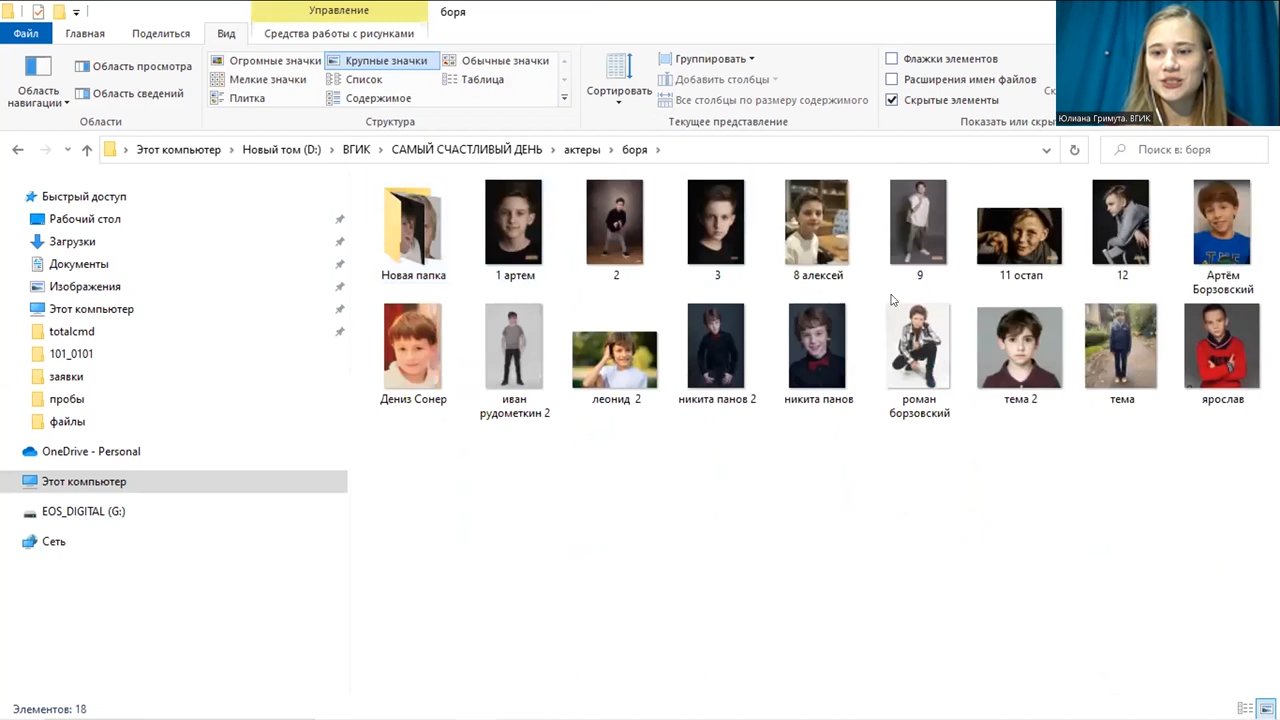 Управление
боря
Файл
Главная
Поделиться
Вид
Средства работы с рисунками
Область навигации
Область просмотра
Область сведений
Области
Огромные значки
Крупные значки
Обычные значки
Мелкие значки
Список
Таблица
Плитка
Содержимое
Структура
Сортировать
Группировать
Добавить столбцы
Все столбцы по размеру содержимого
Текущее представление
Флажки элементов
Расширения имен файлов
Скрытые элементы
Показать или скры
Юлиана Гримута. ВГИК
Этот компьютер
Новый том (D:)
ВГИК
САМЫЙ СЧАСТЛИВЫЙ ДЕНЬ
актеры
боря
Поиск в: боря
Быстрый доступ
Рабочий стол
Загрузки
Документы
Изображения
Этот компьютер
totalcmd
101_0101
заявки
пробы
файлы
OneDrive - Personal
Этот компьютер
EOS_DIGITAL (G:)
Сеть
Новая папка
1 артем
2
3
8 алексей
9
11 остап
12
Артём
Борзовский
Дениз Сонер
иван
рудометкин 2
леонид 2
никита панов 2
никита панов
роман
борзовский
тема 2
тема
ярослав
Элементов: 18